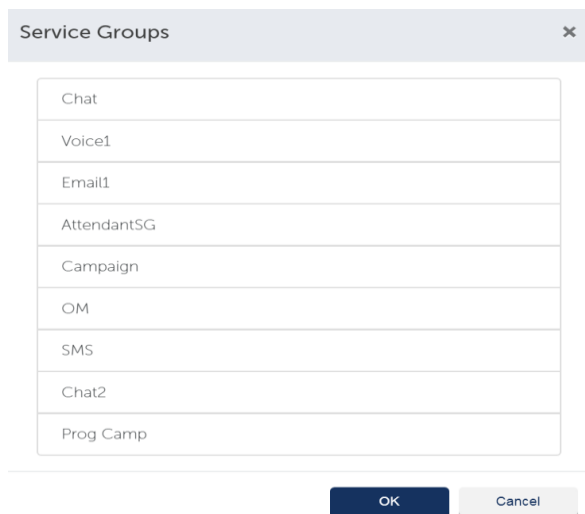 Service Groups
Chat
Voice1
Email1
AttendantSG
Campaign
OM
SMS
Chat2
Prog Camp
OK Cancel